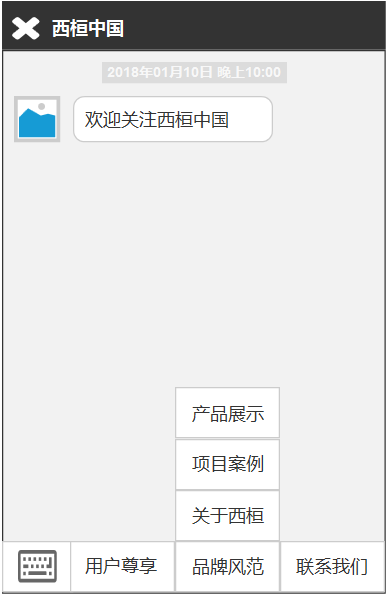 西桓中国
2018年01月10日 晚上10:00
欢迎关注西桓中国
产品展示
项目案例
关于西桓
用户尊享 品牌风范 联系我们